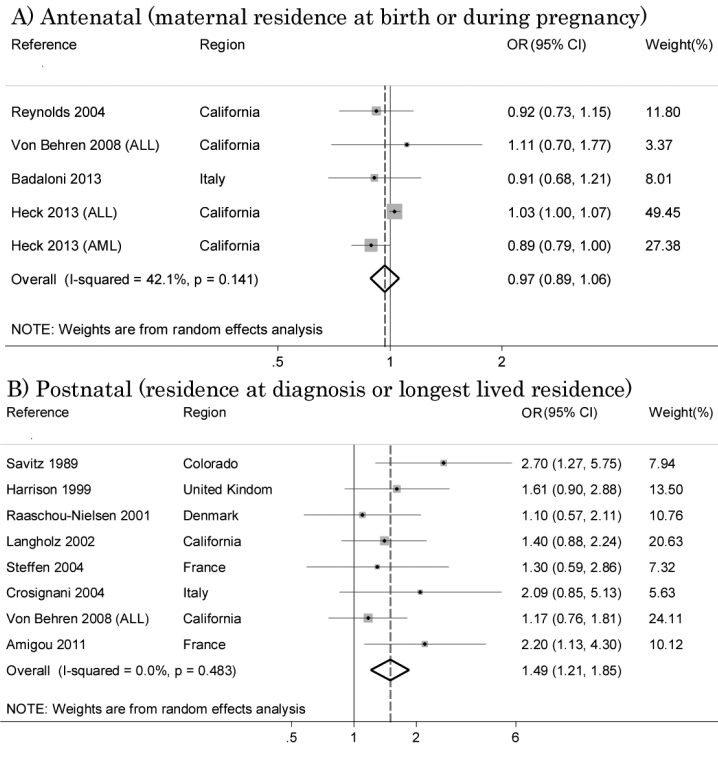 A) Antenatal (maternal residence at birth or during pregnancy)
Reference Region OR (95% CI) Weight(%)
Reynolds 2004 California 0.92 (0.73, 1.15) 11.80
Von Behren 2008 (ALL) California 1.11 (0.70, 1.77) 3.37
Badaloni 2013 Italy 0.91 (0.68, 1.21) 8.01
Heck 2013 (ALL) California 1.03 (1.00, 1.07) 49.45
Heck 2013 (AML) California 0.89 (0.79, 1.00) 27.38
Overall (I-squared = 42.1%, p = 0.141) 0.97 (0.89, 1.06)
NOTE: Weights are from random effects analysis
.5 1 2
B) Postnatal (residence at diagnosis or longest lived residence)
Reference Region OR (95% CI) Weight(%)
Savitz 1989 Colorado 2.70 (1.27, 5.75) 7.94
Harrison 1999 United Kindom 1.61 (0.90, 2.88) 13.50
Raaschou-Nielsen 2001 Denmark 1.10 (0.57, 2.11) 10.76
Langholz 2002 California 1.40 (0.88, 2.24) 20.63
Steffen 2004 France 1.30 (0.59, 2.86) 7.32
Crosignani 2004 Italy 2.09 (0.85, 5.13) 5.63
Von Behren 2008 (ALL) California 1.17 (0.76, 1.81) 24.11
Amigou 2011 France 2.20 (1.13, 4.30) 10.12
Overall (I-squared = 0.0%, p = 0.483) 1.49 (1.21, 1.85)
NOTE: Weights are from random effects analysis
.5 1 2 6